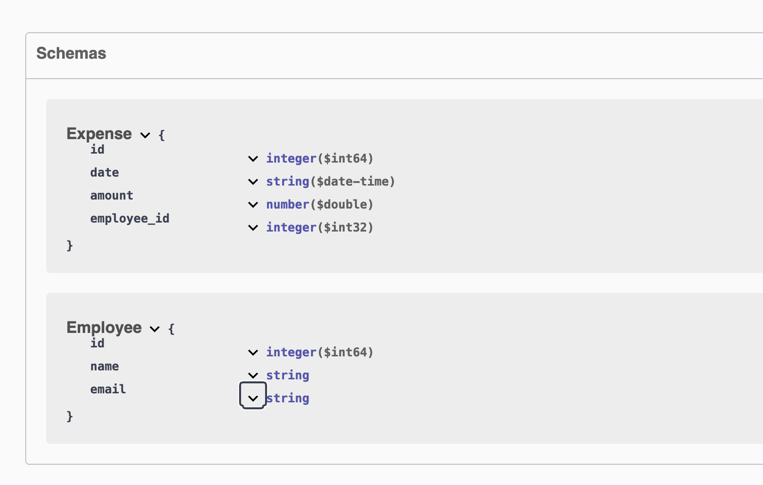 Schemas
Expense {
id integer($int64)
date string($date-time)
amount number($double)
employee_id integer($int32)
}
Employee {
id integer($int64)
name string
email string
}